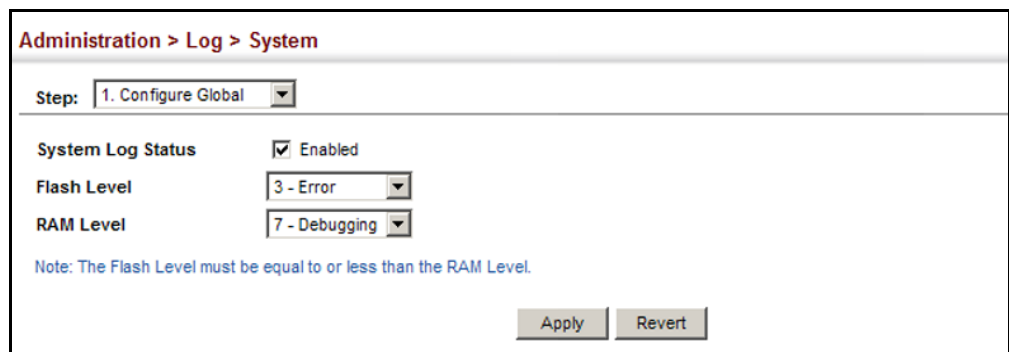 Administration > Log > System
Step: 1. Configure Global
System Log Status Enabled
Flash Level 3 - Error
RAM Level 7 - Debugging
Note: The Flash Level must be equal to or less than the RAM Level.
Apply Revert